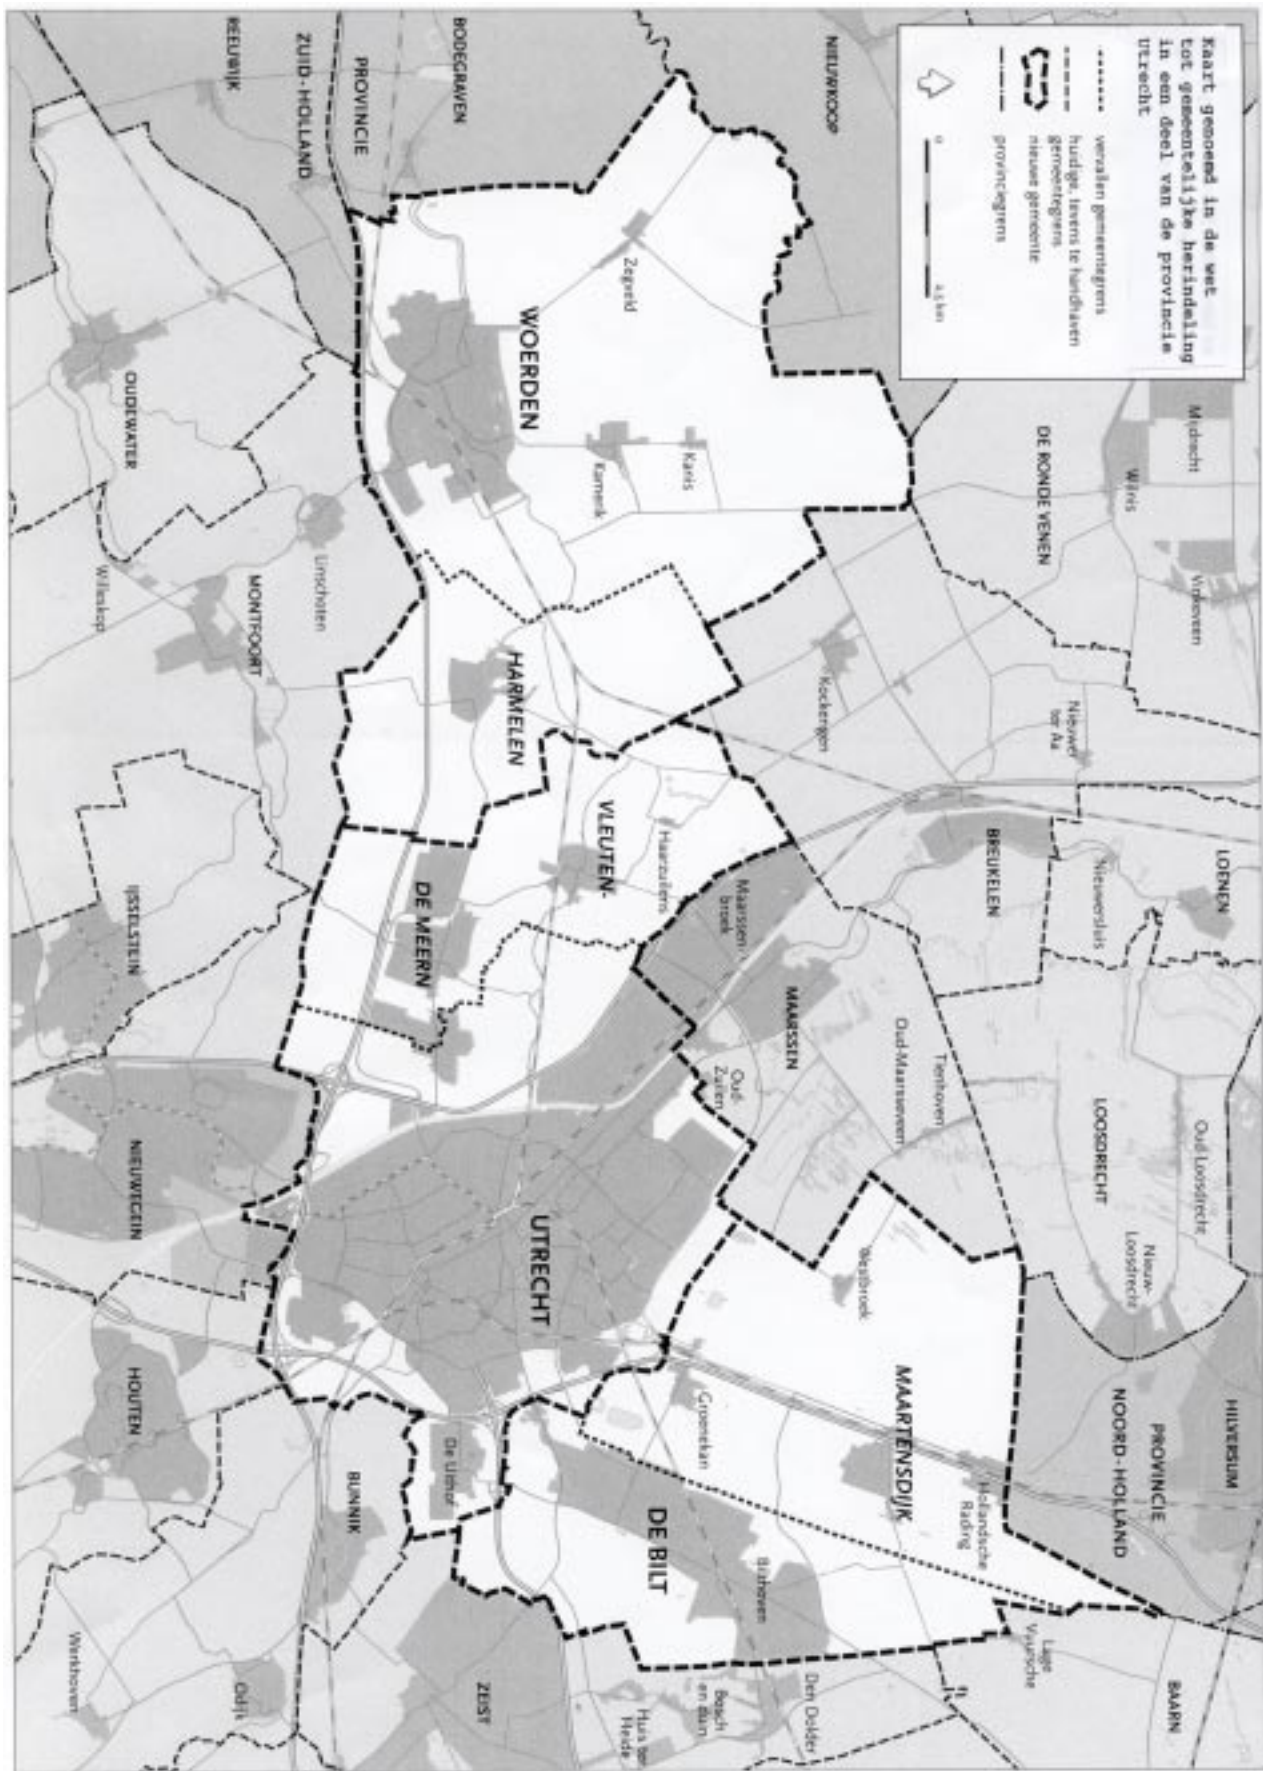 Kaart genoemd in de wet
tot gemeentelijke herindeling
in een deel van de provincie
Utrecht
vervallen gemeentegrens
huidige, tevens te handhaven
gemeentegrens
nieuwe gemeente
provinciegrens
0
2,5 km
Mijdrecht
Wilnis
Vinkeveen
DE RONDE VENEN
LOENEN
Nieuwersluis
Nieuwer
ter Aa
BREUKELEN
Oud-Loosdrecht
LOOSDRECHT
Nieuw-
Loosdrecht
HILVERSUM
PROVINCIE
NOORD-HOLLAND
BAARN
Lage
Vuursche
Tienhoven
Oud-Maarsseveen
Hollandsche
Rading
MAARTENSDIJK
Westbroek
NIEUWKOOP
Kockengen
MAARSSEN
Maarssen-
broek
Oud-
Zuilen
Groenekan
Bilthoven
Den Dolder
Bosch
en Duin
Huis ter
Heide
DE BILT
Kanis
Kamerik
Zegveld
Haarzuilens
VLEUTEN-
DE MEERN
WOERDEN
HARMELEN
UTRECHT
De Uithof
ZEIST
BODEGRAVEN
PROVINCIE
ZUID-HOLLAND
REEUWIJK
Linschoten
MONTFOORT
OUDEWATER
Willeskop
IJSSELSTEIN
NIEUWEGEIN
HOUTEN
BUNNIK
Odijk
Werkhoven